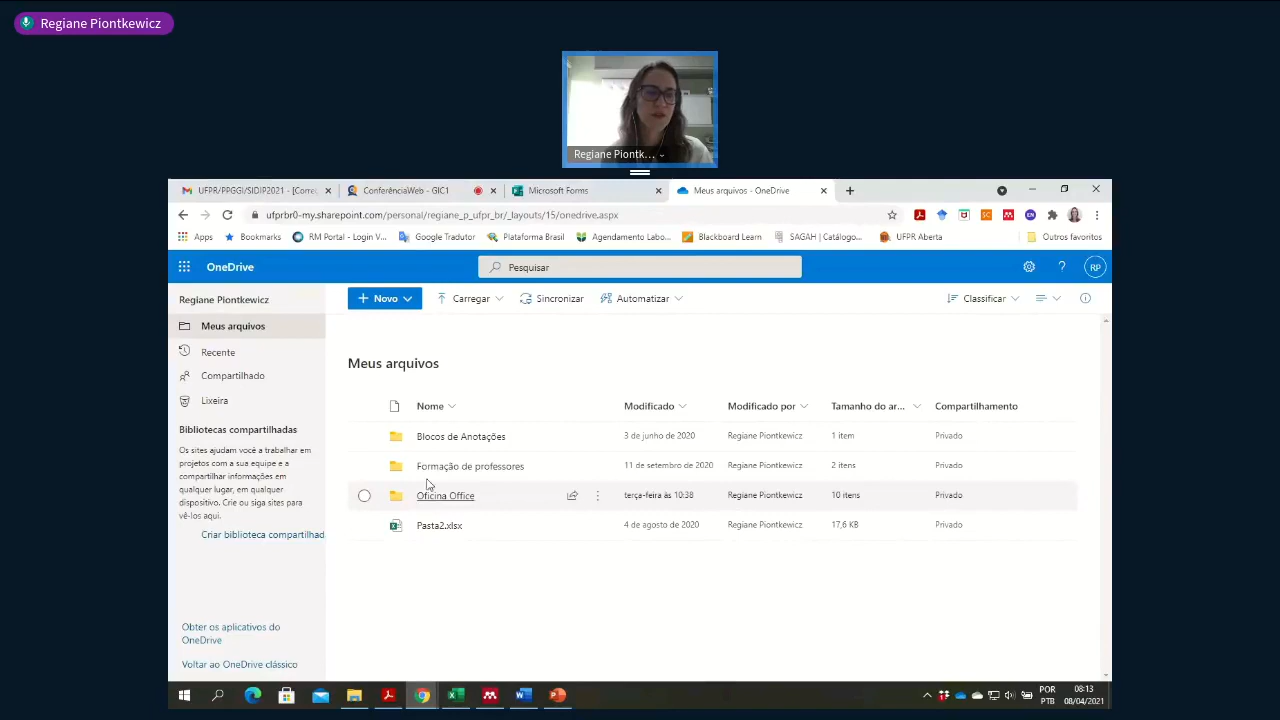 Regiane Piontkewicz
Regiane Piontk...
UFPR/PPGGI/SIDIP2021 - [Correi
ConferênciaWeb - GIC1
Microsoft Forms
Meus arquivos - OneDrive
ufprbr0-my.sharepoint.com/personal/regiane_p_ufpr_br/_layouts/15/onedrive.aspx
Apps
Bookmarks
RM Portal - Login V...
Google Tradutor
Plataforma Brasil
Agendamento Labo...
Blackboard Learn
SAGAH | Catálogo...
UFPR Aberta
Outros favoritos
OneDrive
Pesquisar
RP
Regiane Piontkewicz
Novo
Carregar
Sincronizar
Automatizar
Classificar
Meus arquivos
Recente
Compartilhado
Lixeira
Bibliotecas compartilhadas
Os sites ajudam você a trabalhar em
projetos com a sua equipe e a
compartilhar informações em
qualquer lugar, em qualquer
dispositivo. Crie ou siga sites para
vê-los aqui.
Criar biblioteca compartilhad
Obter os aplicativos do
OneDrive
Voltar ao OneDrive clássico
Meus arquivos
Nome Modificado Modificado por Tamanho do ar... Compartilhamento
Blocos de Anotações 3 de junho de 2020 Regiane Piontkewicz 1 item Privado
Formação de professores 11 de setembro de 2020 Regiane Piontkewicz 2 itens Privado
Oficina Office terça-feira às 10:38 Regiane Piontkewicz 10 itens Privado
Pasta2.xlsx 4 de agosto de 2020 Regiane Piontkewicz 17,6 KB Privado
POR 08:13
PTB 08/04/2021